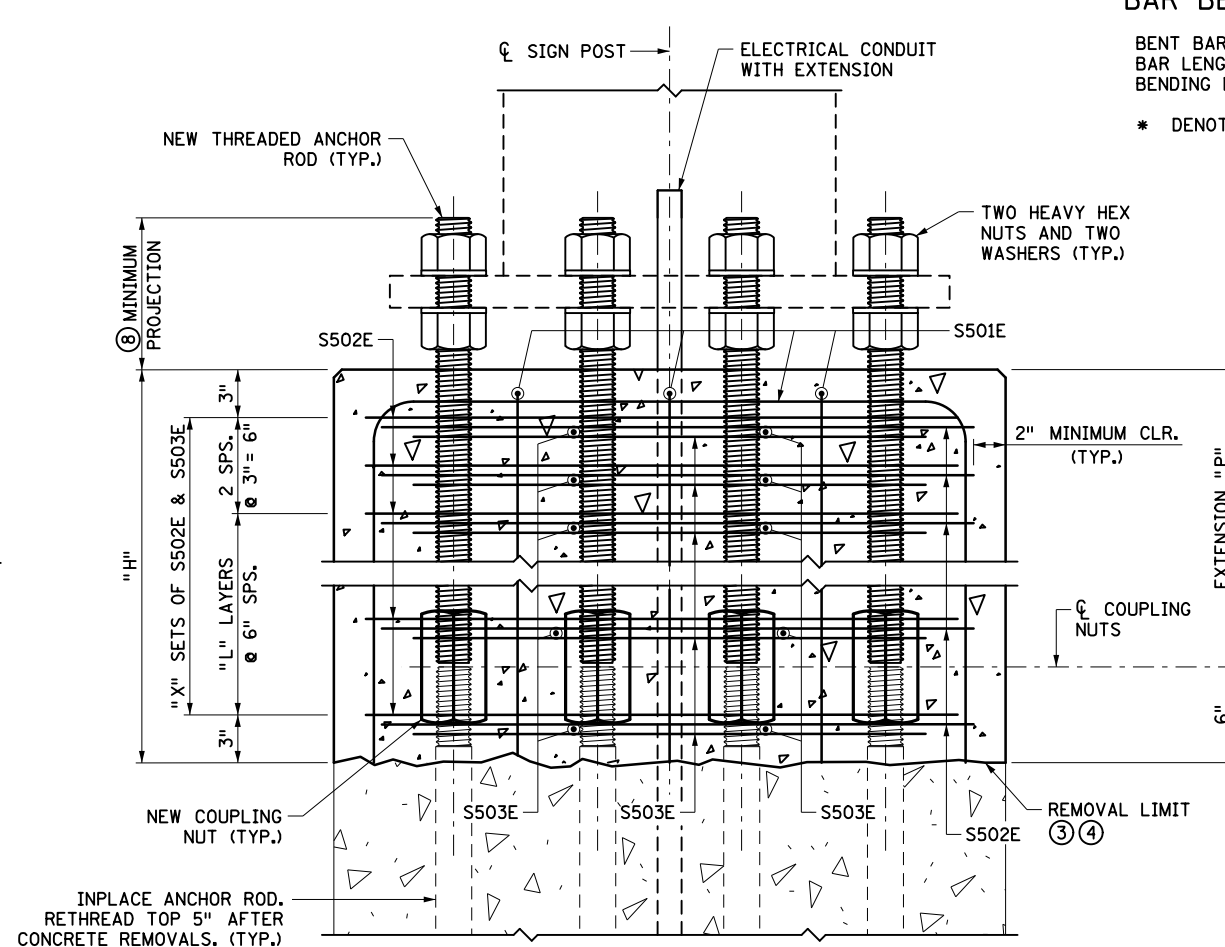 BAR BE
BENT BAR
BAR LENG
BENDING
* DENOT
℄ SIGN POST
ELECTRICAL CONDUIT
WITH EXTENSION
NEW THREADED ANCHOR
ROD (TYP.)
TWO HEAVY HEX
NUTS AND TWO
WASHERS (TYP.)
⑧ MINIMUM
PROJECTION
S502E
S501E
3"
2" MINIMUM CLR.
(TYP.)
"H"
"X" SETS OF S502E & S503E
2 SPS.
@ 3"= 6"
"L" LAYERS
@ 6" SPS.
3"
EXTENSION "P"
6"
℄ COUPLING
NUTS
NEW COUPLING
NUT (TYP.)
S503E
S503E
S503E
S502E
REMOVAL LIMIT
③④
INPLACE ANCHOR ROD.
RETHREAD TOP 5" AFTER
CONCRETE REMOVALS. (TYP.)